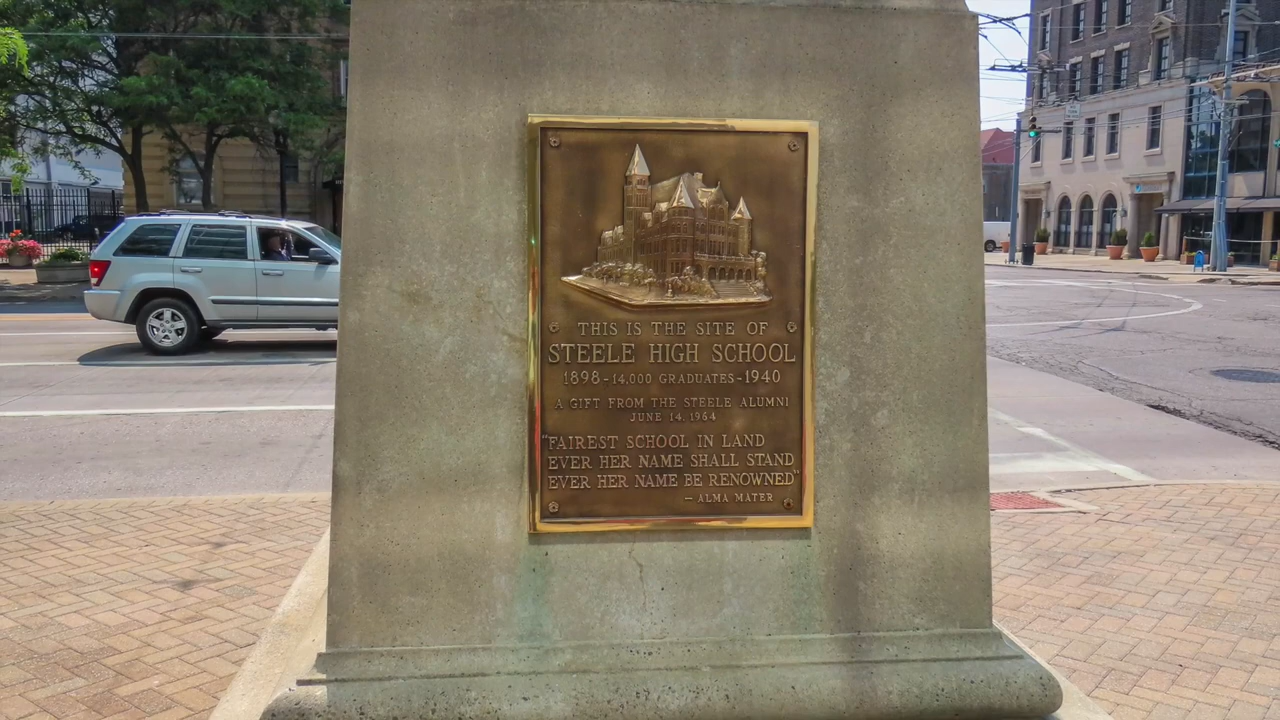 THIS IS THE SITE OF
STEELE HIGH SCHOOL
1898-14,000 GRADUATES-1940
A GIFT FROM THE STEELE ALUMNI
JUNE 14, 1964
"FAIREST SCHOOL IN LAND
EVER HER NAME SHALL STAND
EVER HER NAME BE RENOWNED"
— ALMA MATER